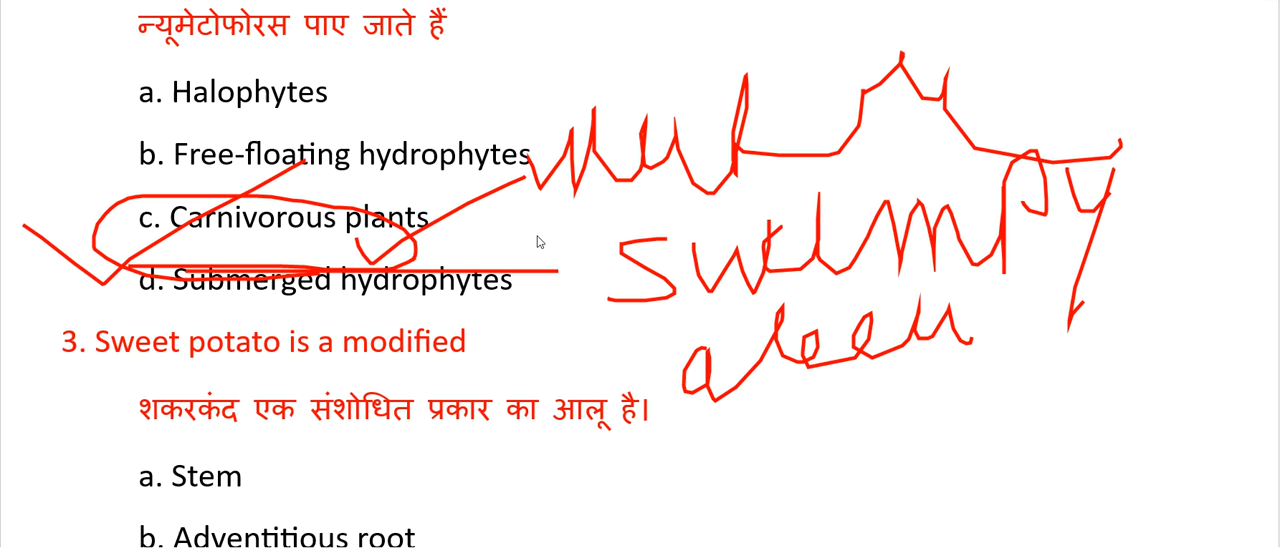 न्यूमेटोफोरस पाए जाते हैं
a. Halophytes
b. Free-floating hydrophytes
c. Carnivorous plants
d. Submerged hydrophytes
3. Sweet potato is a modified
शकरकंद एक संशोधित प्रकार का आलू है।
a. Stem
b. Adventitious root